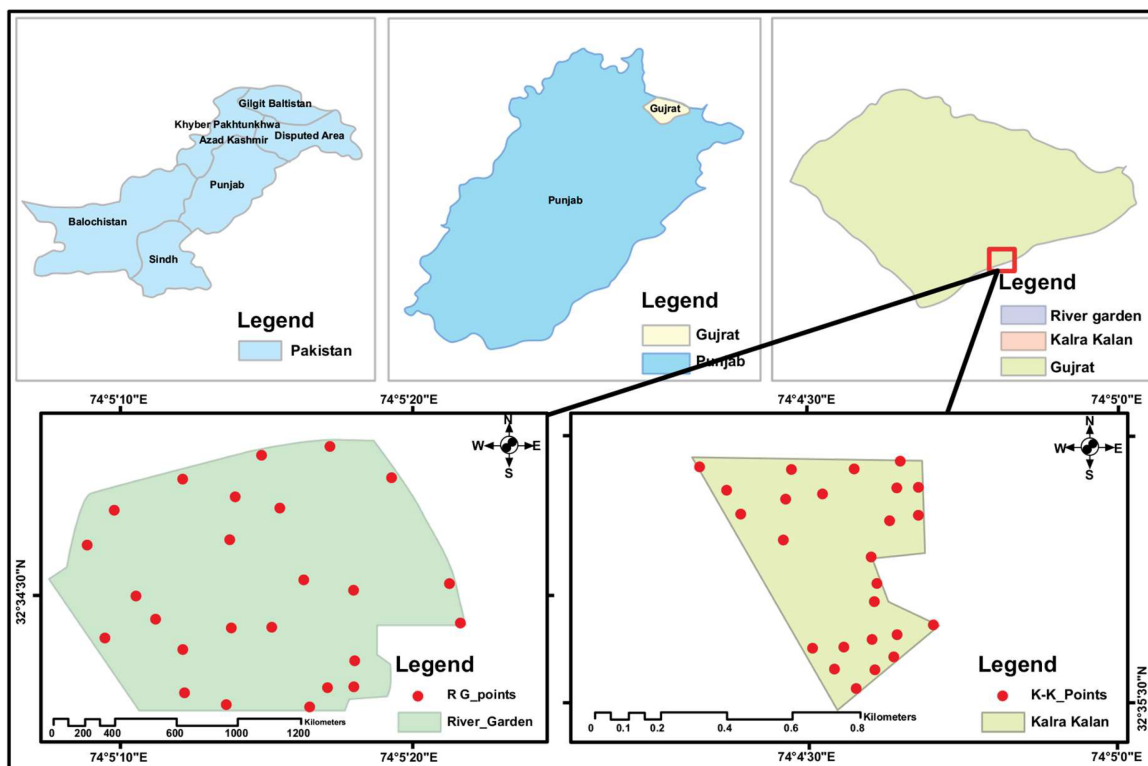 Gilgit Baltistan
Khyber Pakhtunkhwa
Disputed Area
Azad Kashmir
Punjab
Balochistan
Sindh
Legend
Pakistan
Gujrat
Punjab
Legend
Gujrat
Punjab
Legend
River garden
Kalra Kalan
Gujrat
74°5'10"E
74°5'20"E
N
W
E
S
32°34'30"N
Legend
R G_points
River_Garden
Kilometers
0 200 400 600 1000 1200
74°5'10"E
74°5'20"E
74°4'30"E
74°5'0"E
N
W
E
S
Legend
K-K_Points
Kalra Kalan
Kilometers
0 0.1 0.2 0.4 0.6 0.8
32°35'30"N
74°4'30"E
74°5'0"E